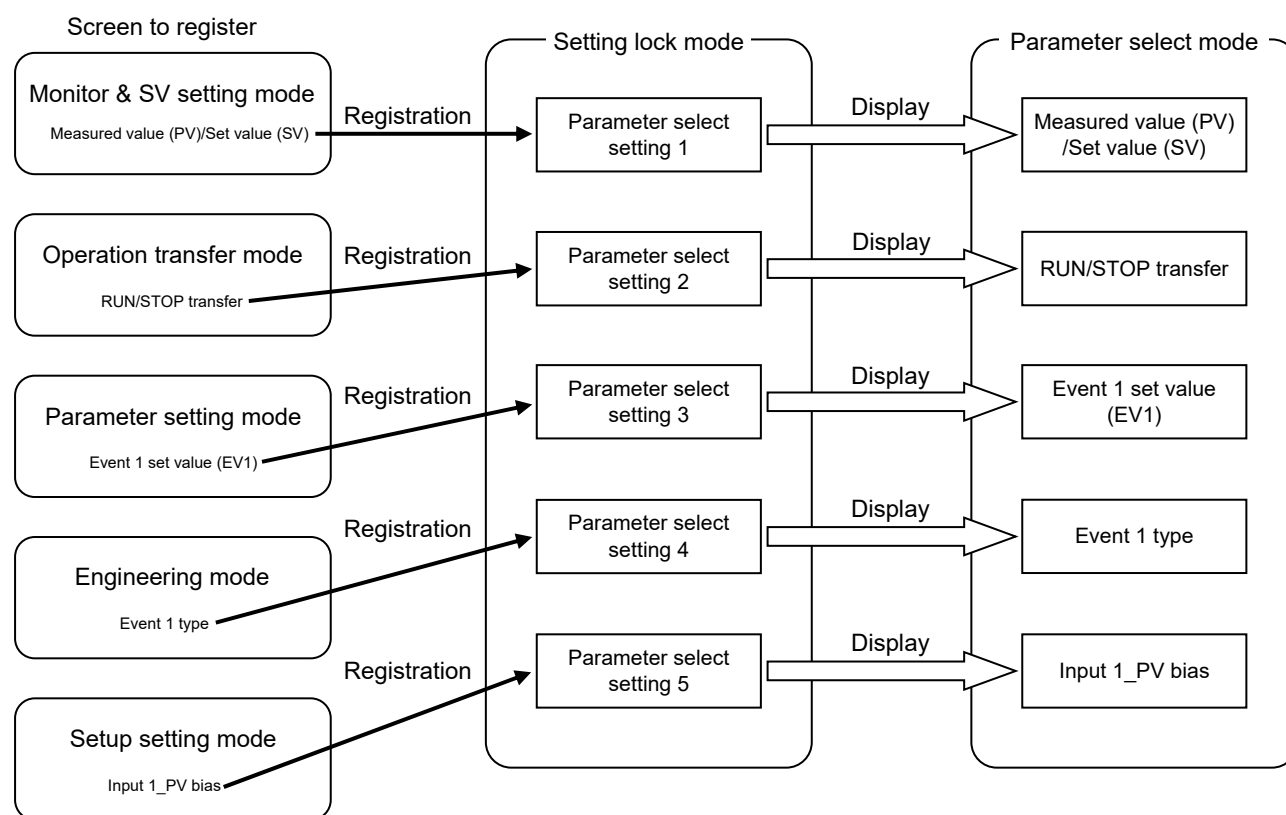 Screen to register
Monitor & SV setting mode
Measured value (PV)/Set value (SV)
Operation transfer mode
RUN/STOP transfer
Parameter setting mode
Event 1 set value (EV1)
Engineering mode
Event 1 type
Setup setting mode
Input 1_PV bias
Registration
Registration
Registration
Registration
Registration
Setting lock mode
Parameter select
setting 1
Parameter select
setting 2
Parameter select
setting 3
Parameter select
setting 4
Parameter select
setting 5
Display
Display
Display
Display
Display
Parameter select mode
Measured value (PV)
/Set value (SV)
RUN/STOP transfer
Event 1 set value
(EV1)
Event 1 type
Input 1_PV bias